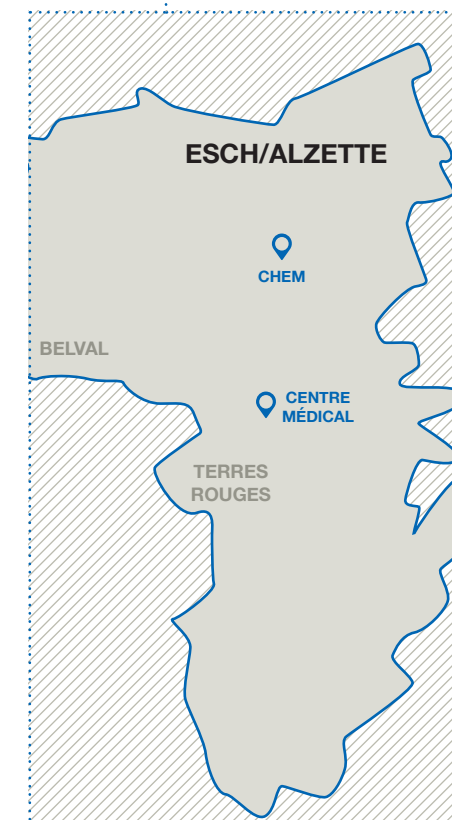 ESCH/ALZETTE
CHEM
BELVAL
CENTRE
MÉDICAL
TERRES
ROUGES